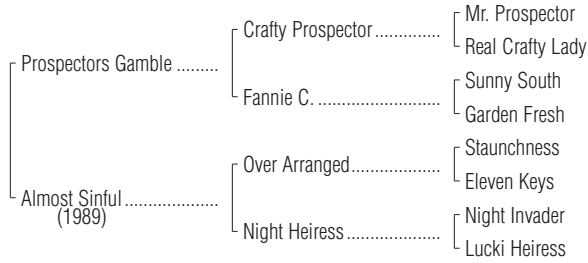 Mr. Prospector
Crafty Prospector ..............
Real Crafty Lady
Prospectors Gamble .........
Sunny South
Fannie C. ..........................
Garden Fresh
Staunchness
Over Arranged...................
Eleven Keys
Almost Sinful....................
(1989)
Night Invader
Night Heiress....................
Lucki Heiress